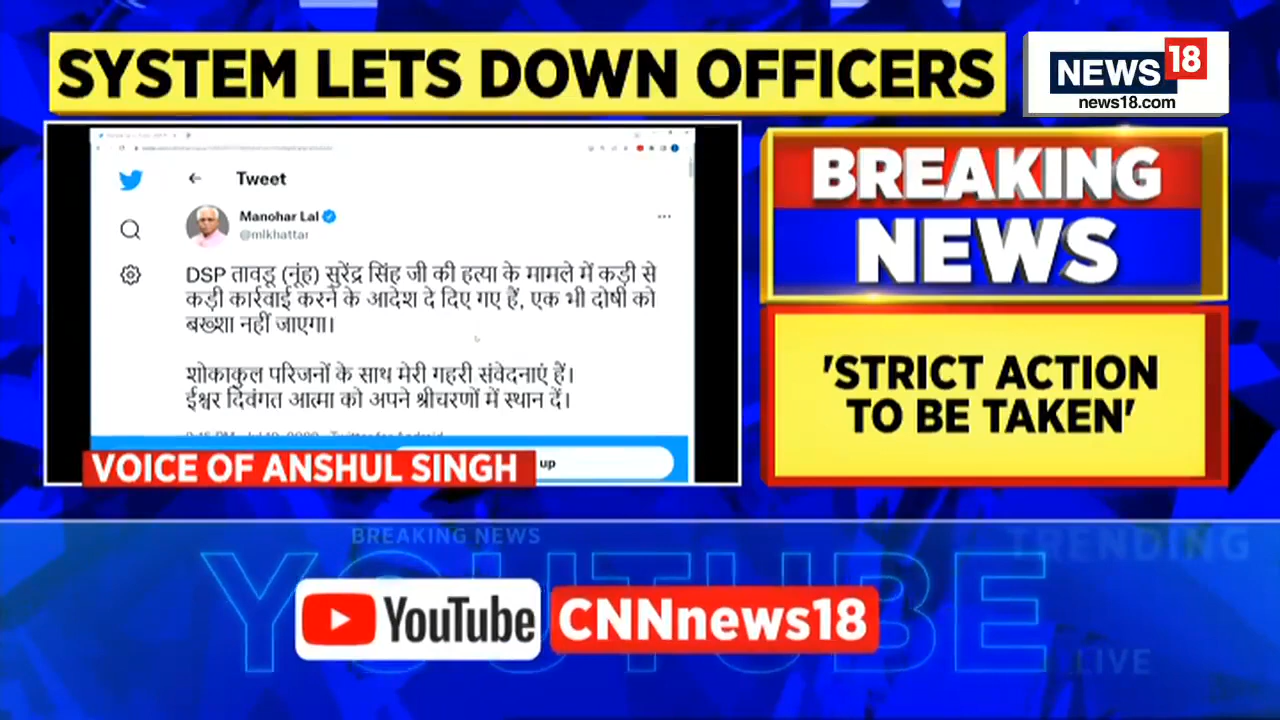 SYSTEM LETS DOWN OFFICERS
NEWS 18
news18.com
BREAKING
NEWS
'STRICT ACTION
TO BE TAKEN'
Tweet
Manohar Lal
@mlkhattar
DSP तावडू (नूंह) सुरेंद्र सिंह जी की हत्या के मामले में कड़ी से
कड़ी कार्रवाई करने के आदेश दे दिए गए हैं, एक भी दोषी को
बख्शा नहीं जाएगा।
शोकाकुल परिजनों के साथ मेरी गहरी संवेदनाएं हैं।
ईश्वर दिवंगत आत्मा को अपने श्रीचरणों में स्थान दें।
up
VOICE OF ANSHUL SINGH
BREAKING NEWS
TRENDING
YOUTUBE
YouTube
CNNnews18
LIVE